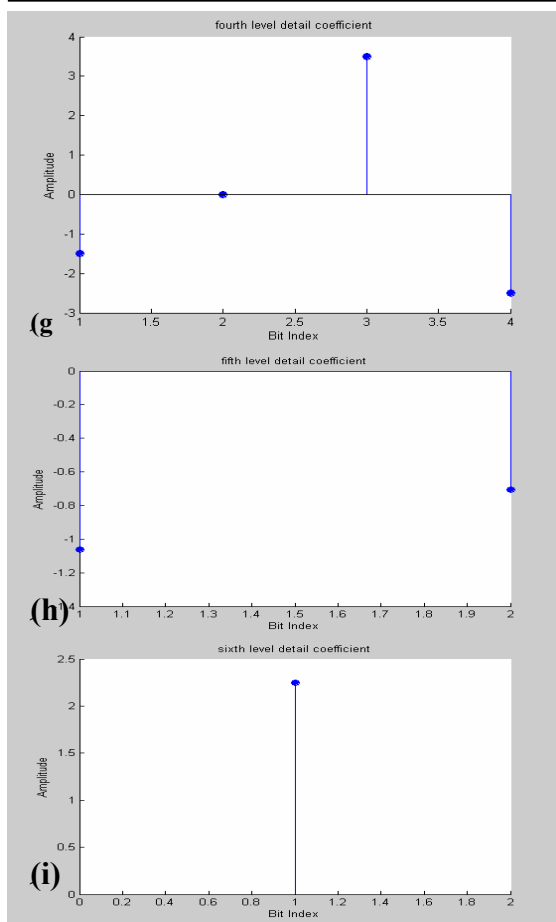 fourth level detail coefficient
4
3
2
1
0
-1
-2
-3
Amplitude
1 1.5 2 2.5 3 3.5 4
Bit Index
(g
fifth level detail coefficient
0
-0.2
-0.4
-0.6
-0.8
-1
-1.2
Amplitude
1.1 1.2 1.3 1.4 1.5 1.6 1.7 1.8 1.9 2
Bit Index
(h)
sixth level detail coefficient
2.5
2
1.5
1
0.5
0
Amplitude
0 0.2 0.4 0.6 0.8 1 1.2 1.4 1.6 1.8 2
Bit Index
(i)